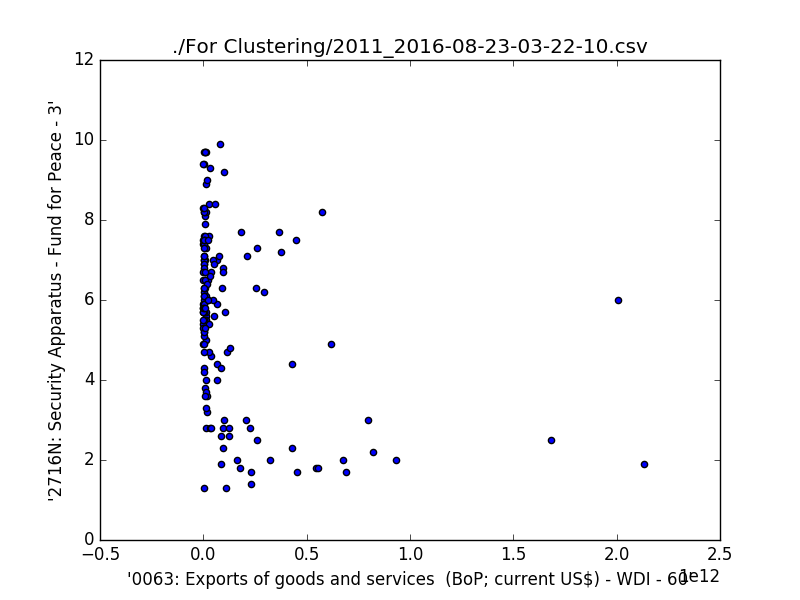 ./For Clustering/2011_2016-08-23-03-22-10.csv
12
10
8
6
4
2
0
'2716N: Security Apparatus - Fund for Peace - 3'
−0.5 0.0 0.5 1.0 1.5 2.0 2.5
1e12
'0063: Exports of goods and services (BoP; current US$) - WDI - 60'